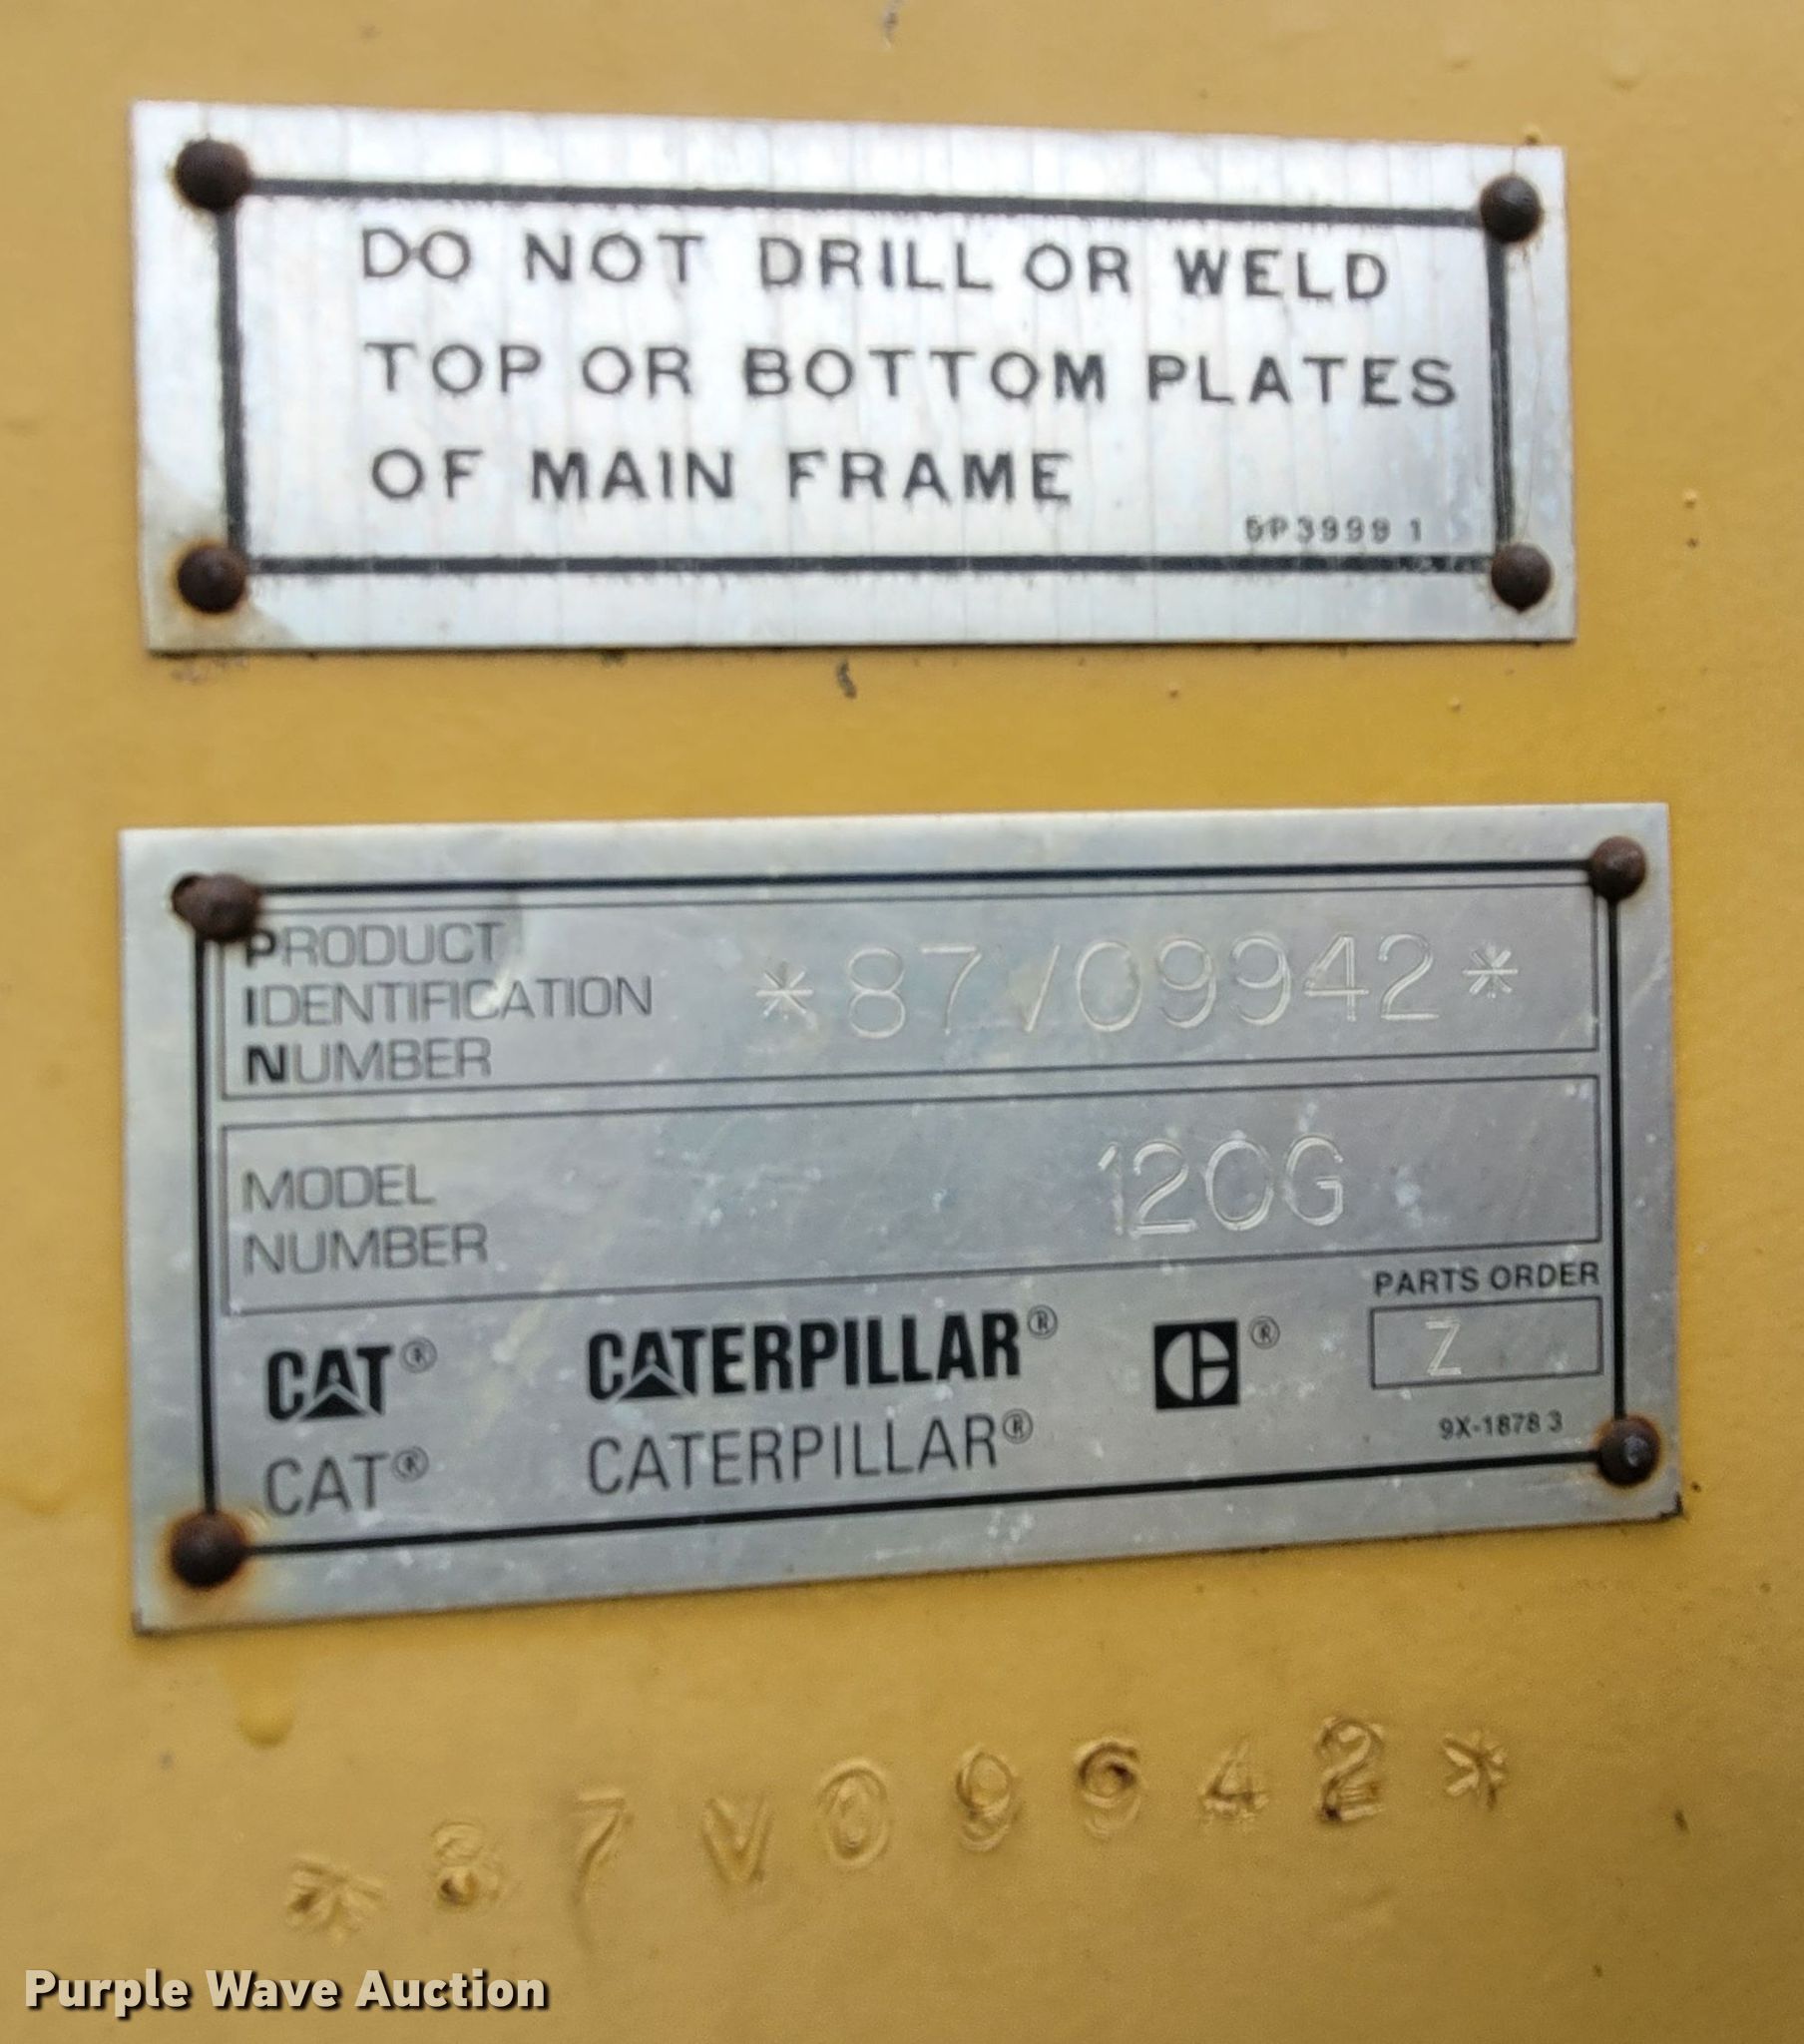 DO NOT DRILL OR WELD
TOP OR BOTTOM PLATES
OF MAIN FRAME
5P3999 1
PRODUCT
IDENTIFICATION
NUMBER
*87V09942*
MODEL
NUMBER
120G
PARTS ORDER
Z
CAT® CATERPILLAR® ®
CAT® CATERPILLAR®
9X-1878 3
*87V09942*
Purple Wave Auction